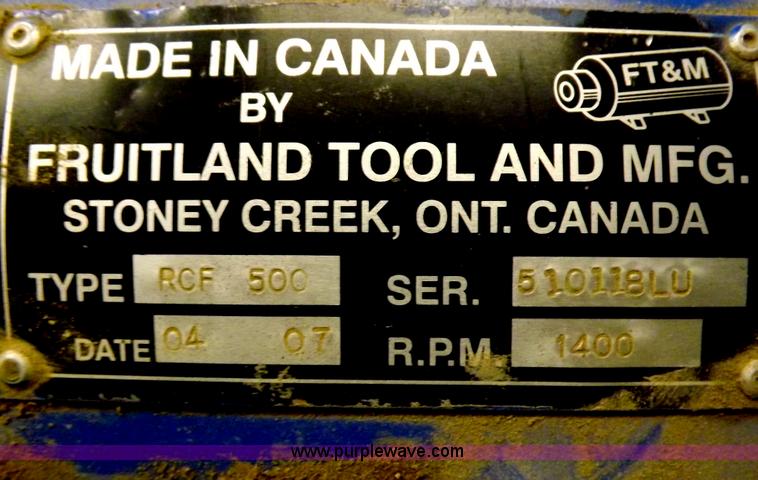 MADE IN CANADA
FT&M
BY
FRUITLAND TOOL AND MFG.
STONEY CREEK, ONT. CANADA
TYPE RCF 500 SER. 510118LU
DATE 04 07 R.P.M. 1400
www.purplewave.com